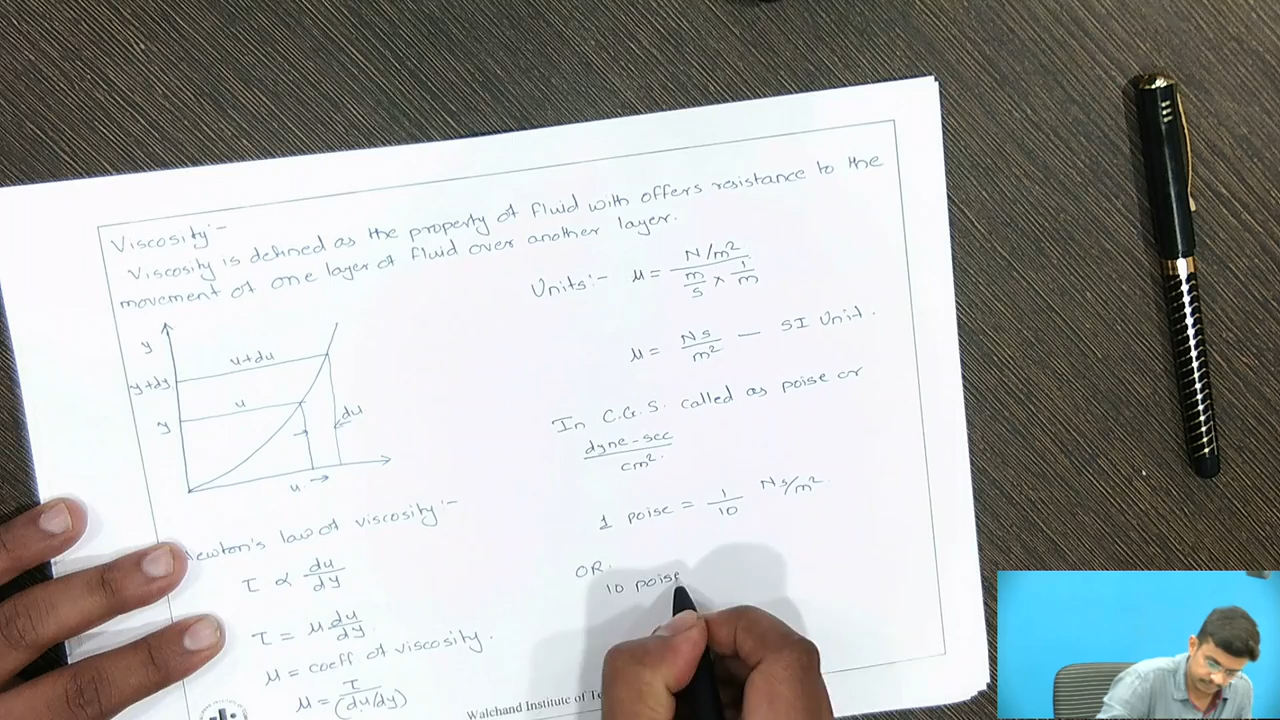 Viscosity:-
Viscosity is defined as the property of fluid with offers resistance to the
movement of one layer of fluid over another layer.
y
y+dy
y
u+du
u
du
u →
Newton's law of viscosity:-
τ ∝ du/dy
τ = μ du/dy
μ = coeff of viscosity.
μ = τ/(du/dy)
Units:- μ = N/m² / (m/s × 1/m)
μ = Ns/m² — SI Unit.
In C.G.S. called as poise or
dyne-sec/cm².
1 poise = 1/10 Ns/m².
OR.
10 poise
Walchand Institute of